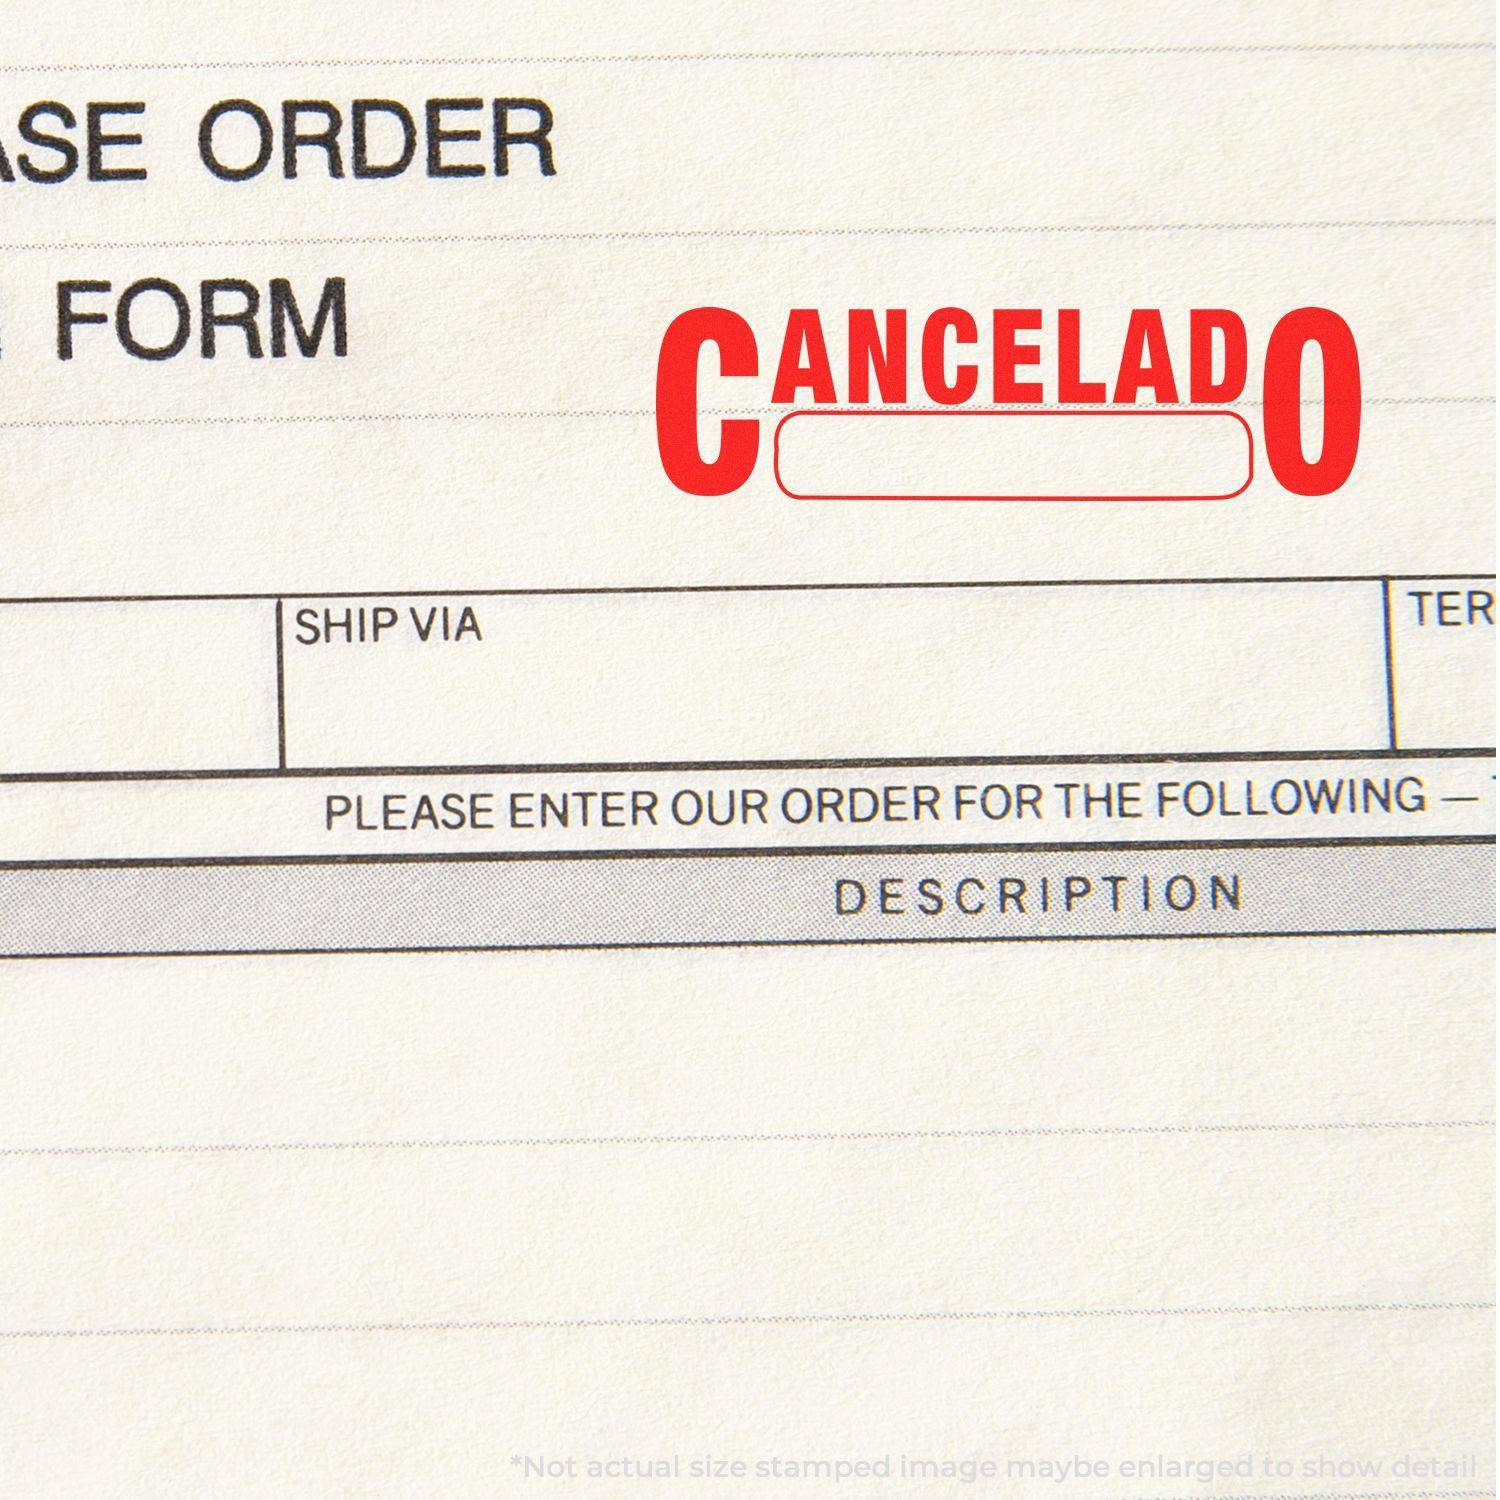 ASE ORDER
FORM
CANCELADO
SHIP VIA
TER
PLEASE ENTER OUR ORDER FOR THE FOLLOWING —
DESCRIPTION
*Not actual size stamped image maybe enlarged to show detail